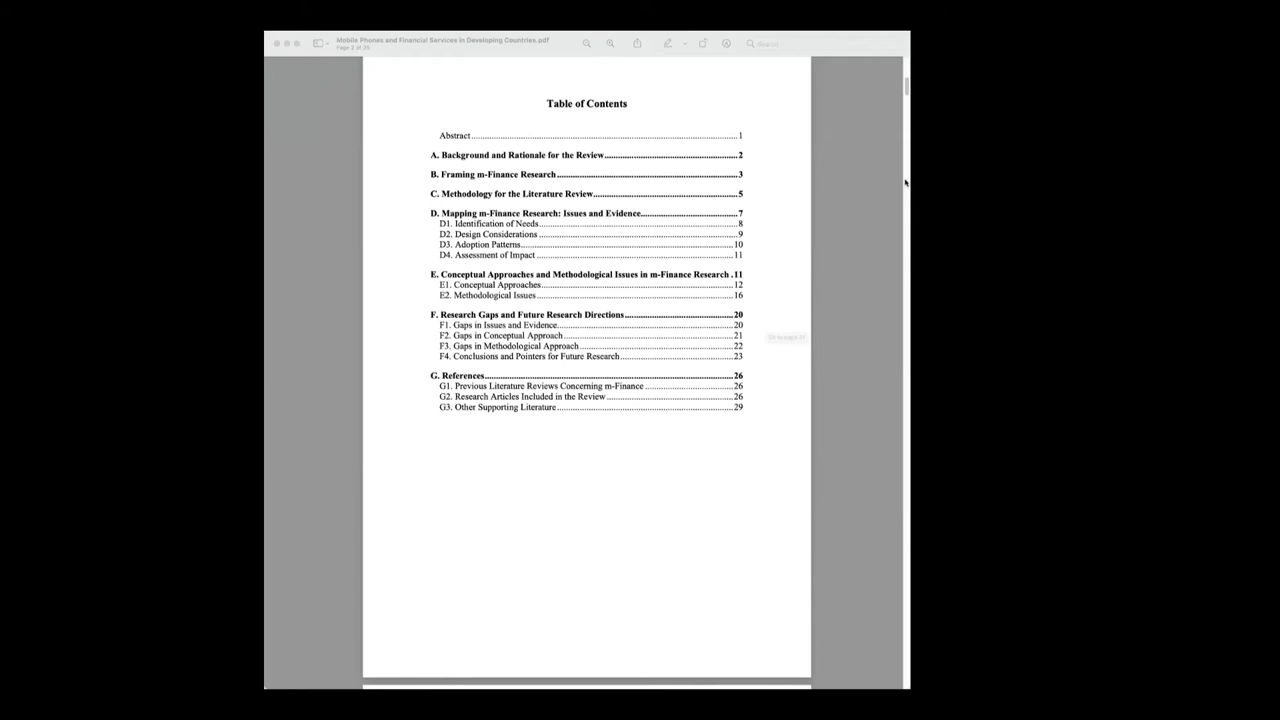 Mobile Phones and Financial Services in Developing Countries.pdf
Page 2 of 35
Search
Table of Contents
Abstract 1
A. Background and Rationale for the Review 2
B. Framing m-Finance Research 3
C. Methodology for the Literature Review 5
D. Mapping m-Finance Research: Issues and Evidence 7
D1. Identification of Needs 8
D2. Design Considerations 9
D3. Adoption Patterns 10
D4. Assessment of Impact 11
E. Conceptual Approaches and Methodological Issues in m-Finance Research .11
E1. Conceptual Approaches 12
E2. Methodological Issues 16
F. Research Gaps and Future Research Directions 20
F1. Gaps in Issues and Evidence 20
F2. Gaps in Conceptual Approach 21
F3. Gaps in Methodological Approach 22
F4. Conclusions and Pointers for Future Research 23
G. References 26
G1. Previous Literature Reviews Concerning m-Finance 26
G2. Research Articles Included in the Review 26
G3. Other Supporting Literature 29